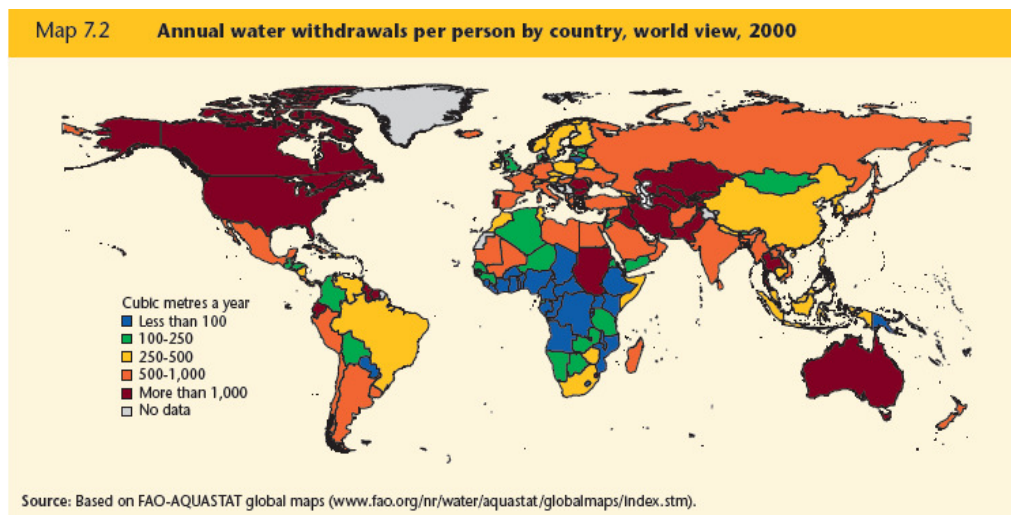 Map 7.2 Annual water withdrawals per person by country, world view, 2000
Cubic metres a year
Less than 100
100-250
250-500
500-1,000
More than 1,000
No data
Source: Based on FAO-AQUASTAT global maps (www.fao.org/nr/water/aquastat/globalmaps/index.stm).